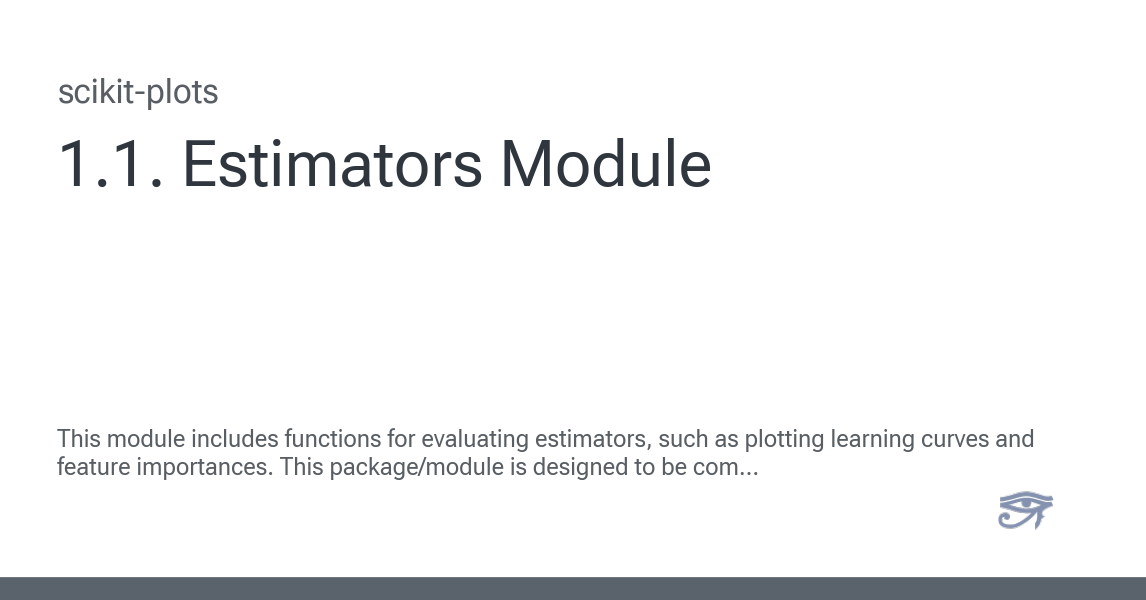 scikit-plots
1.1. Estimators Module
This module includes functions for evaluating estimators, such as plotting learning curves and
feature importances. This package/module is designed to be com...